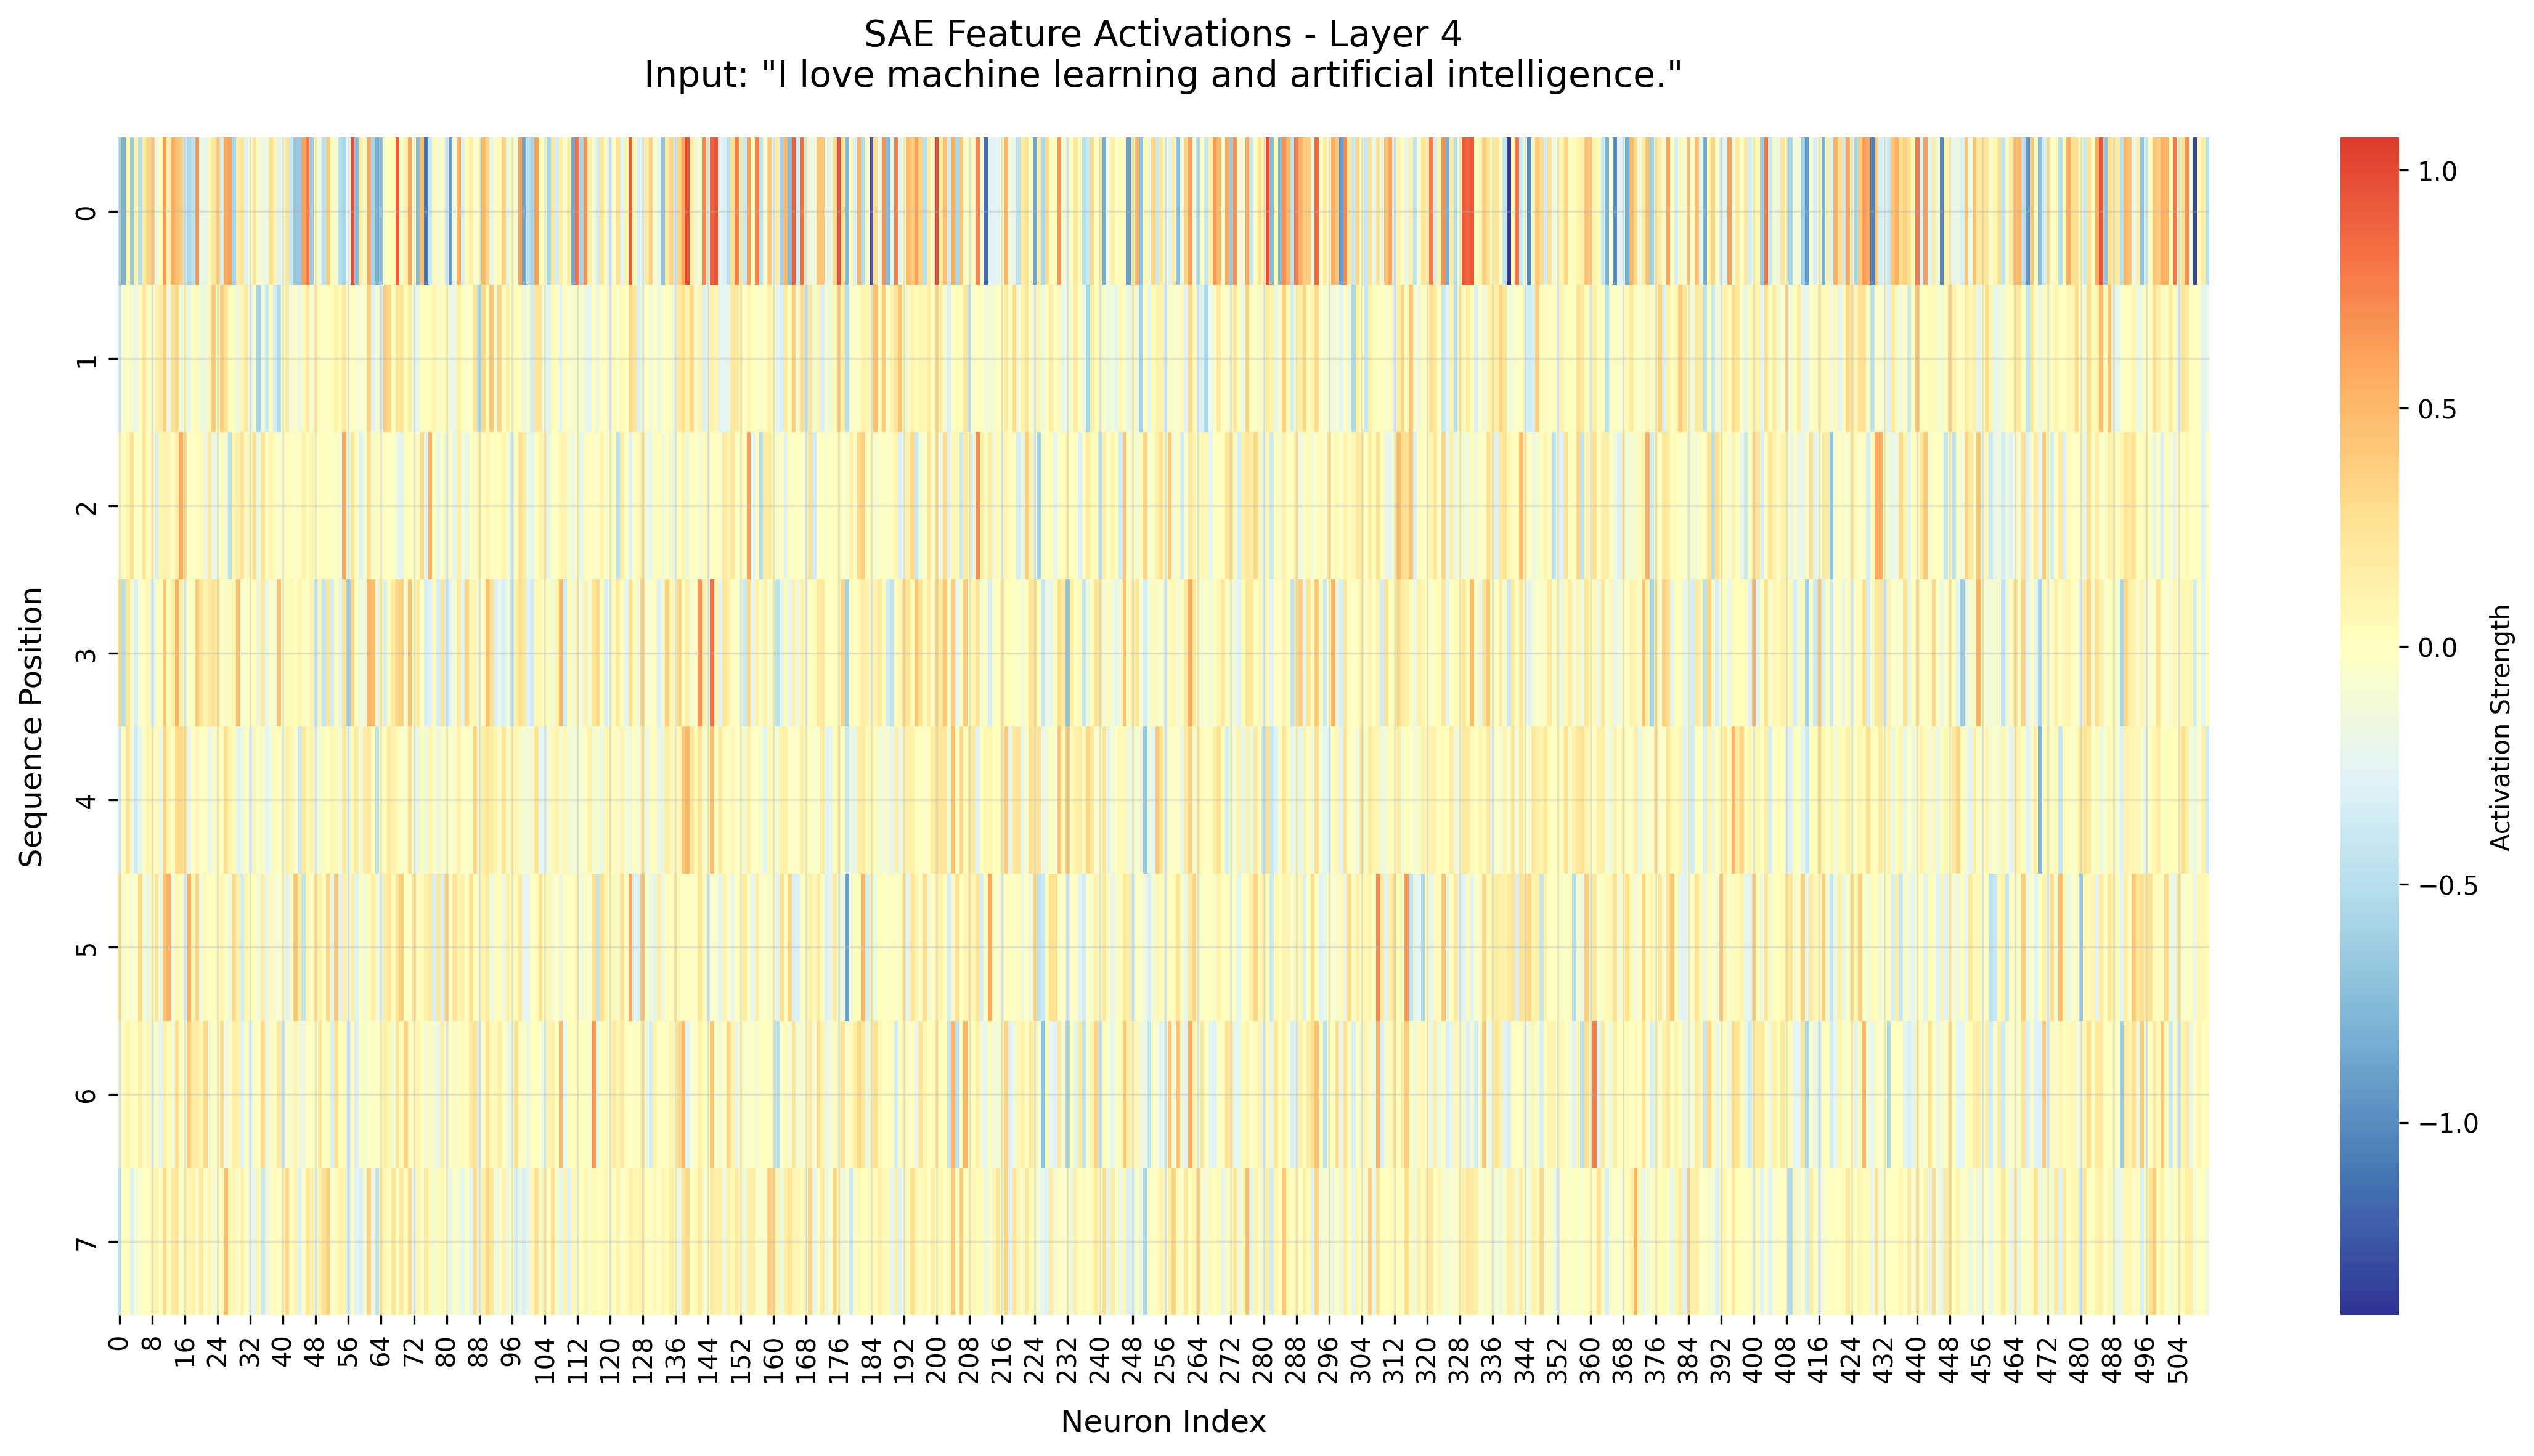 SAE Feature Activations - Layer 4
Input: "I love machine learning and artificial intelligence."
Sequence Position
0
1
2
3
4
5
6
7
0 8 16 24 32 40 48 56 64 72 80 88 96 104 112 120 128 136 144 152 160 168 176 184 192 200 208 216 224 232 240 248 256 264 272 280 288 296 304 312 320 328 336 344 352 360 368 376 384 392 400 408 416 424 432 440 448 456 464 472 480 488 496 504
Neuron Index
1.0
0.5
0.0
−0.5
−1.0
Activation Strength